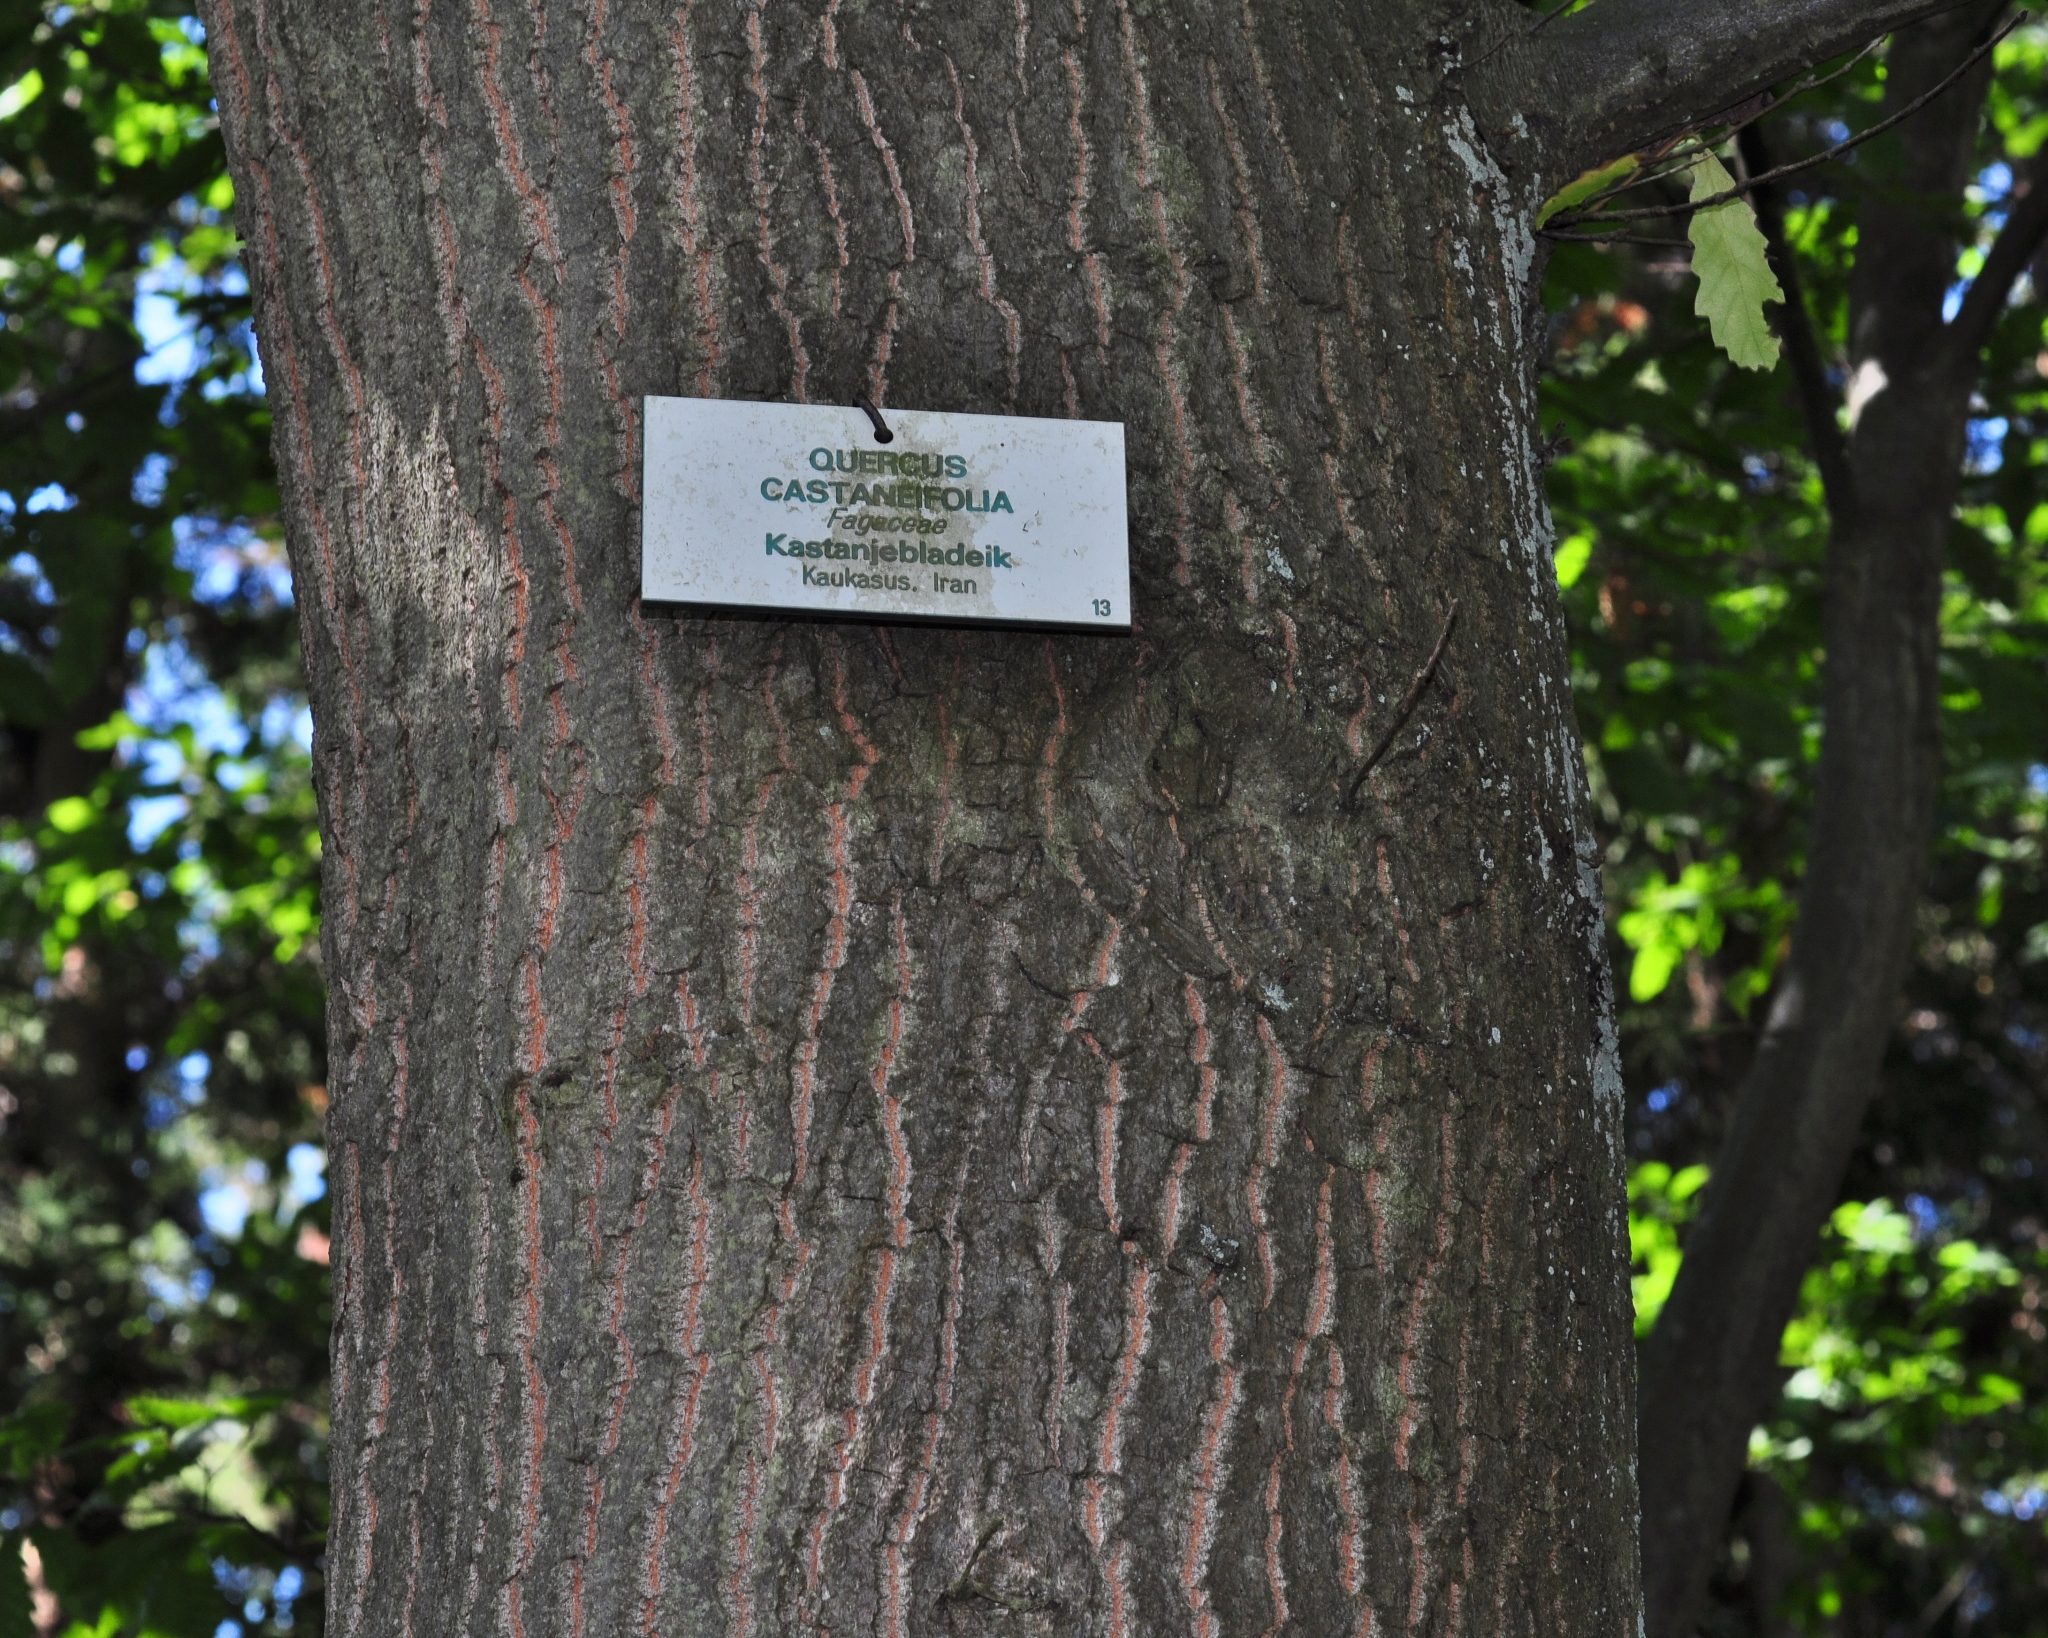 QUERCUS
CASTANEIFOLIA
Fagaceae
Kastanjebladeik
Kaukasus. Iran
13